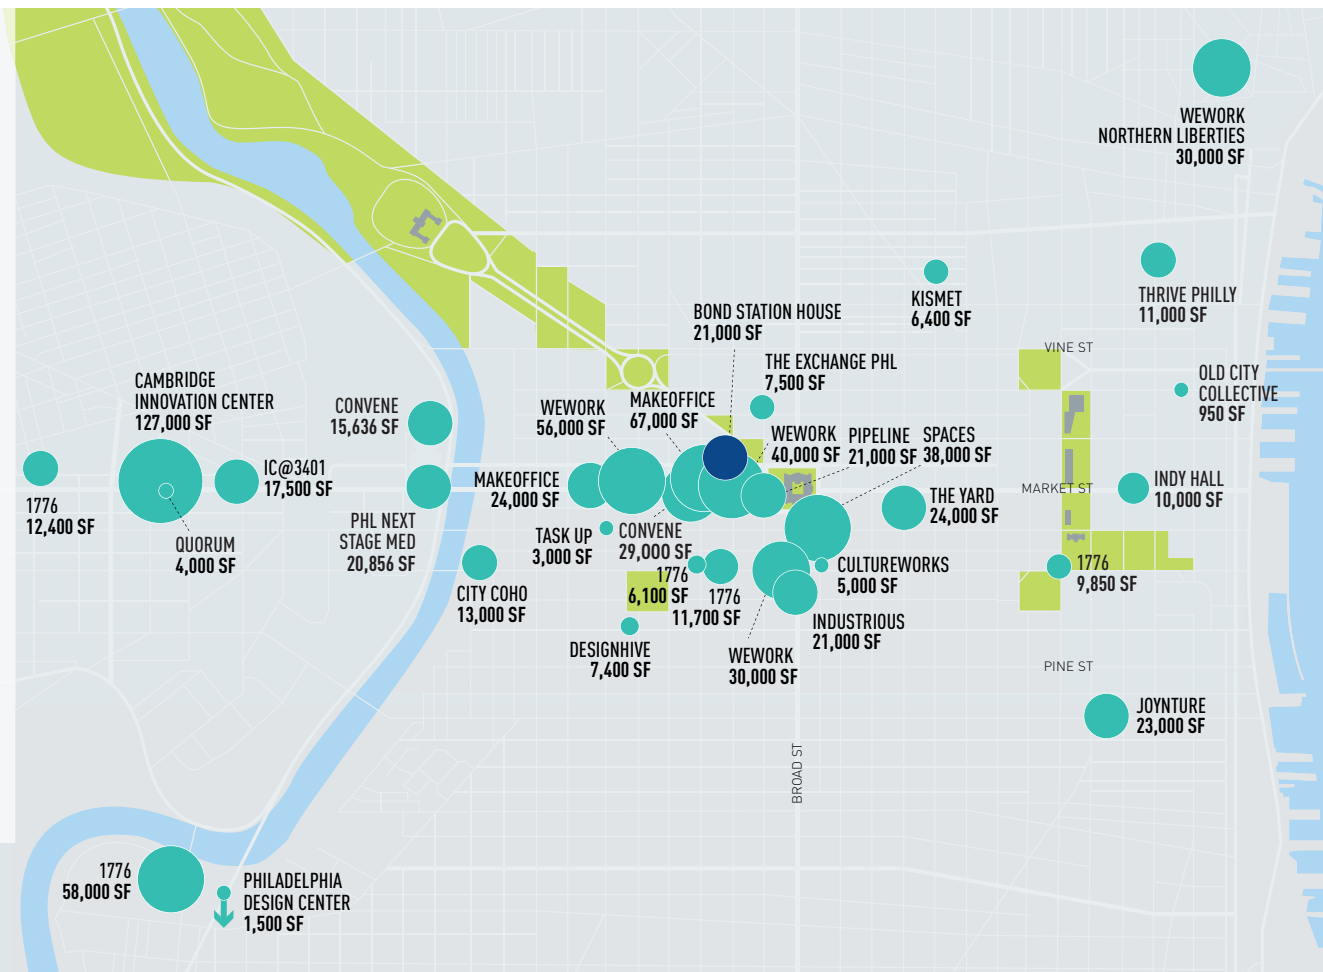 WEWORK
NORTHERN LIBERTIES
30,000 SF
THRIVE PHILLY
11,000 SF
KISMET
6,400 SF
BOND STATION HOUSE
21,000 SF
VINE ST
THE EXCHANGE PHL
7,500 SF
OLD CITY
COLLECTIVE
950 SF
CAMBRIDGE
INNOVATION CENTER
127,000 SF
CONVENE
15,636 SF
WEWORK
56,000 SF
MAKEOFFICE
67,000 SF
WEWORK
40,000 SF
PIPELINE
21,000 SF
SPACES
38,000 SF
IC@3401
17,500 SF
MAKEOFFICE
24,000 SF
THE YARD
24,000 SF
MARKET ST
INDY HALL
10,000 SF
1776
12,400 SF
QUORUM
4,000 SF
PHL NEXT
STAGE MED
20,856 SF
TASK UP
3,000 SF
CONVENE
29,000 SF
CITY COHO
13,000 SF
1776
6,100 SF
1776
11,700 SF
CULTUREWORKS
5,000 SF
1776
9,850 SF
DESIGNHIVE
7,400 SF
INDUSTRIOUS
21,000 SF
WEWORK
30,000 SF
PINE ST
JOYNTURE
23,000 SF
BROAD ST
1776
58,000 SF
PHILADELPHIA
DESIGN CENTER
1,500 SF